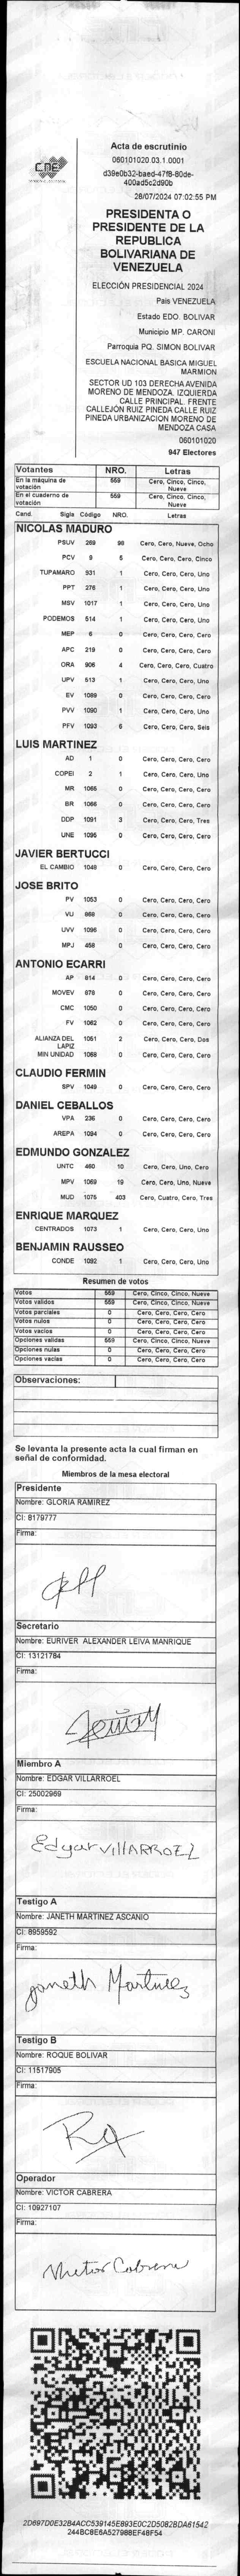 CNE
Acta de escrutinio
060101020.03.1.0001
d39e0b32-baed-47f8-80de-
400ad5c2d90b
28/07/2024 07:02:55 PM
PRESIDENTA O
PRESIDENTE DE LA
REPUBLICA
BOLIVARIANA DE
VENEZUELA
ELECCIÓN PRESIDENCIAL 2024
Pais VENEZUELA
Estado EDO. BOLIVAR
Municipio MP. CARONI
Parroquia PQ. SIMON BOLIVAR
ESCUELA NACIONAL BASICA MIGUEL
MARMION
SECTOR UD 103 DERECHA AVENIDA
MORENO DE MENDOZA. IZQUIERDA
CALLE PRINCIPAL. FRENTE
CALLEJÓN RUIZ PINEDA CALLE RUIZ
PINEDA URBANIZACION MORENO DE
MENDOZA CASA
060101020
947 Electores
Votantes NRO. Letras
En la máquina de votación 559 Cero, Cinco, Cinco, Nueve
En el cuaderno de votación 559 Cero, Cinco, Cinco, Nueve
Cand. Sigla Código NRO. Letras
NICOLAS MADURO
PSUV 269 98 Cero, Cero, Nueve, Ocho
PCV 9 5 Cero, Cero, Cero, Cinco
TUPAMARO 931 1 Cero, Cero, Cero, Uno
PPT 276 1 Cero, Cero, Cero, Uno
MSV 1017 1 Cero, Cero, Cero, Uno
PODEMOS 514 1 Cero, Cero, Cero, Uno
MEP 6 0 Cero, Cero, Cero, Cero
APC 219 0 Cero, Cero, Cero, Cero
ORA 906 4 Cero, Cero, Cero, Cuatro
UPV 513 1 Cero, Cero, Cero, Uno
EV 1089 0 Cero, Cero, Cero, Cero
PVV 1090 1 Cero, Cero, Cero, Uno
PFV 1093 6 Cero, Cero, Cero, Seis
LUIS MARTINEZ
AD 1 0 Cero, Cero, Cero, Cero
COPEI 2 1 Cero, Cero, Cero, Uno
MR 1065 0 Cero, Cero, Cero, Cero
BR 1066 0 Cero, Cero, Cero, Cero
DDP 1091 3 Cero, Cero, Cero, Tres
UNE 1095 0 Cero, Cero, Cero, Cero
JAVIER BERTUCCI
EL CAMBIO 1049 0 Cero, Cero, Cero, Cero
JOSE BRITO
PV 1053 0 Cero, Cero, Cero, Cero
VU 868 0 Cero, Cero, Cero, Cero
UVV 1096 0 Cero, Cero, Cero, Cero
MPJ 458 0 Cero, Cero, Cero, Cero
ANTONIO ECARRI
AP 814 0 Cero, Cero, Cero, Cero
MOVEV 876 0 Cero, Cero, Cero, Cero
CMC 1050 0 Cero, Cero, Cero, Cero
FV 1062 0 Cero, Cero, Cero, Cero
ALIANZA DEL LAPIZ 1051 2 Cero, Cero, Cero, Dos
MIN UNIDAD 1068 0 Cero, Cero, Cero, Cero
CLAUDIO FERMIN
SPV 1049 0 Cero, Cero, Cero, Cero
DANIEL CEBALLOS
VPA 236 0 Cero, Cero, Cero, Cero
AREPA 1094 0 Cero, Cero, Cero, Cero
EDMUNDO GONZALEZ
UNTC 460 10 Cero, Cero, Uno, Cero
MPV 1069 19 Cero, Cero, Uno, Nueve
MUD 1075 403 Cero, Cuatro, Cero, Tres
ENRIQUE MARQUEZ
CENTRADOS 1073 1 Cero, Cero, Cero, Uno
BENJAMIN RAUSSEO
CONDE 1092 1 Cero, Cero, Cero, Uno
Resumen de votos
Votos 559 Cero, Cinco, Cinco, Nueve
Votos validos 559 Cero, Cinco, Cinco, Nueve
Votos parciales 0 Cero, Cero, Cero, Cero
Votos nulos 0 Cero, Cero, Cero, Cero
Votos vacios 0 Cero, Cero, Cero, Cero
Opciones validas 559 Cero, Cinco, Cinco, Nueve
Opciones nulas 0 Cero, Cero, Cero, Cero
Opciones vacias 0 Cero, Cero, Cero, Cero
Observaciones:
Se levanta la presente acta la cual firman en
señal de conformidad.
Miembros de la mesa electoral
Presidente
Nombre: GLORIA RAMIREZ
CI: 8179777
Firma:
Secretario
Nombre: EURIVER ALEXANDER LEIVA MANRIQUE
CI: 13121784
Firma:
Miembro A
Nombre: EDGAR VILLARROEL
CI: 25002969
Firma:
Edgar VILLARROEL
Testigo A
Nombre: JANETH MARTINEZ ASCANIO
CI: 8959592
Firma:
Janeth Martinez
Testigo B
Nombre: ROQUE BOLIVAR
CI: 11517905
Firma:
Operador
Nombre: VICTOR CABRERA
CI: 10927107
Firma:
Victor Cabrera
2D697D0E32B4ACC539145E893E0C2D5082BDA61542
244BC8E6A527988EF48F54